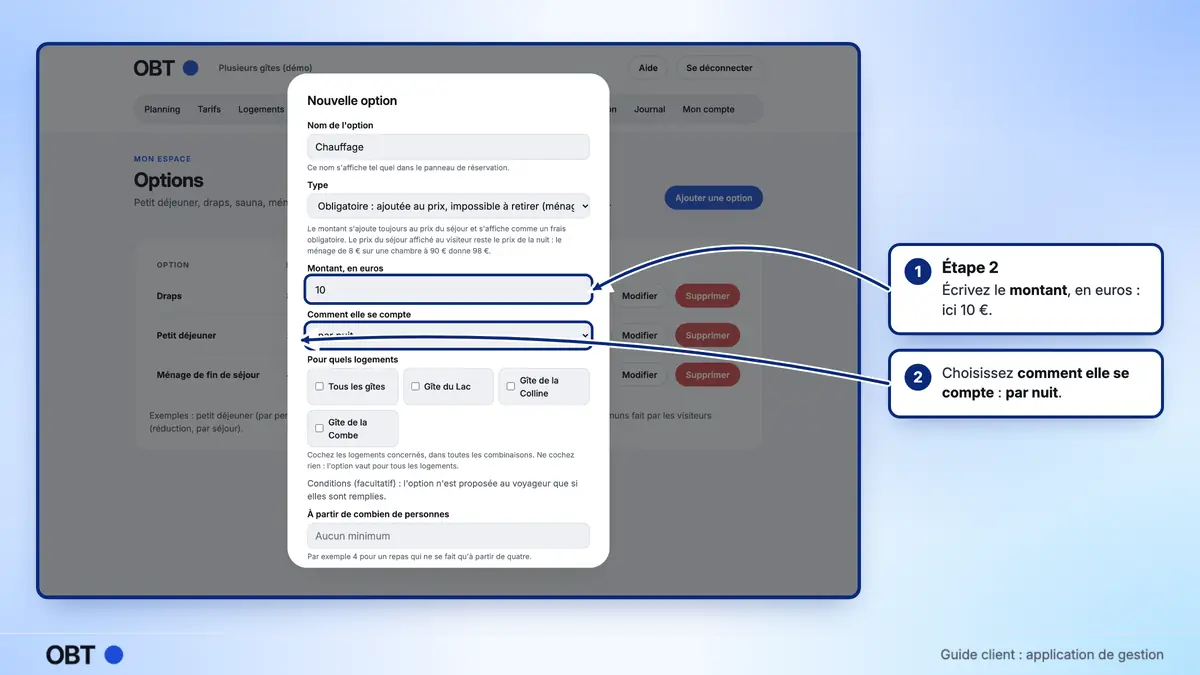 OBT
Plusieurs gîtes (démo)
Aide
Se déconnecter
Planning
Tarifs
Logements
Journal
Mon compte
MON ESPACE
Options
Petit déjeuner, draps, sauna,
Ajouter une option
OPTION
Draps
Modifier
Supprimer
Petit déjeuner
Modifier
Supprimer
Ménage de fin de séjour
Modifier
Supprimer
Exemples : petit déjeuner (par
fait par les visiteurs
(réduction, par séjour).
Nouvelle option
Nom de l'option
Chauffage
Ce nom s'affiche tel quel dans le panneau de réservation.
Type
Obligatoire : ajoutée au prix, impossible à retirer
Le montant s'ajoute toujours au prix du séjour et s'affiche comme un frais
obligatoire. Le prix du séjour affiché au visiteur reste le prix de la nuit : le
ménage de 8 € sur une chambre à 90 € donne 98 €.
Montant, en euros
10
Comment elle se compte
par nuit
Pour quels logements
Tous les gîtes
Gîte du Lac
Gîte de la
Colline
Gîte de la
Combe
Cochez les logements concernés, dans toutes les combinaisons. Ne cochez
rien : l'option vaut pour tous les logements.
Conditions (facultatif) : l'option n'est proposée au voyageur que si
elles sont remplies.
À partir de combien de personnes
Aucun minimum
Par exemple 4 pour un repas qui ne se fait qu'à partir de quatre.
1
Étape 2
Écrivez le montant, en euros :
ici 10 €.
2
Choisissez comment elle se
compte : par nuit.
OBT
Guide client : application de gestion